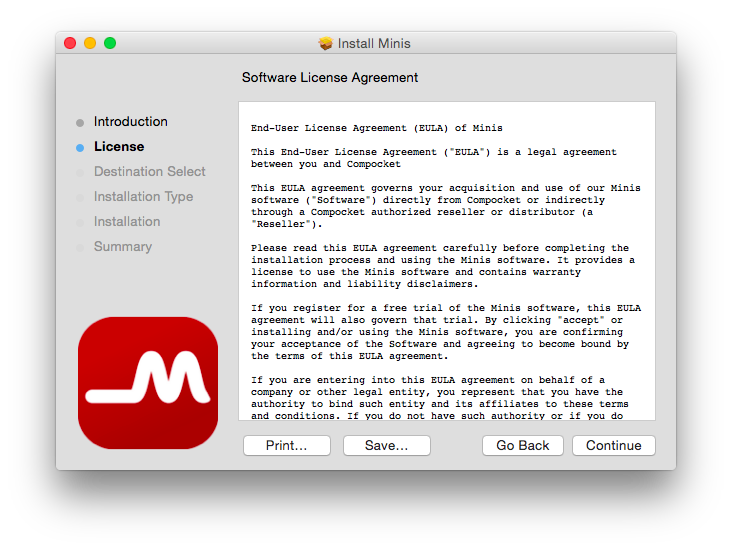 Install Minis
Software License Agreement
Introduction
License
Destination Select
Installation Type
Installation
Summary
End-User License Agreement (EULA) of Minis
This End-User License Agreement ("EULA") is a legal agreement
between you and Compocket
This EULA agreement governs your acquisition and use of our Minis
software ("Software") directly from Compocket or indirectly
through a Compocket authorized reseller or distributor (a
"Reseller").
Please read this EULA agreement carefully before completing the
installation process and using the Minis software. It provides a
license to use the Minis software and contains warranty
information and liability disclaimers.
If you register for a free trial of the Minis software, this EULA
agreement will also govern that trial. By clicking "accept" or
installing and/or using the Minis software, you are confirming
your acceptance of the Software and agreeing to become bound by
the terms of this EULA agreement.
If you are entering into this EULA agreement on behalf of a
company or other legal entity, you represent that you have the
authority to bind such entity and its affiliates to these terms
and conditions. If you do not have such authority or if you do
Print...
Save...
Go Back
Continue